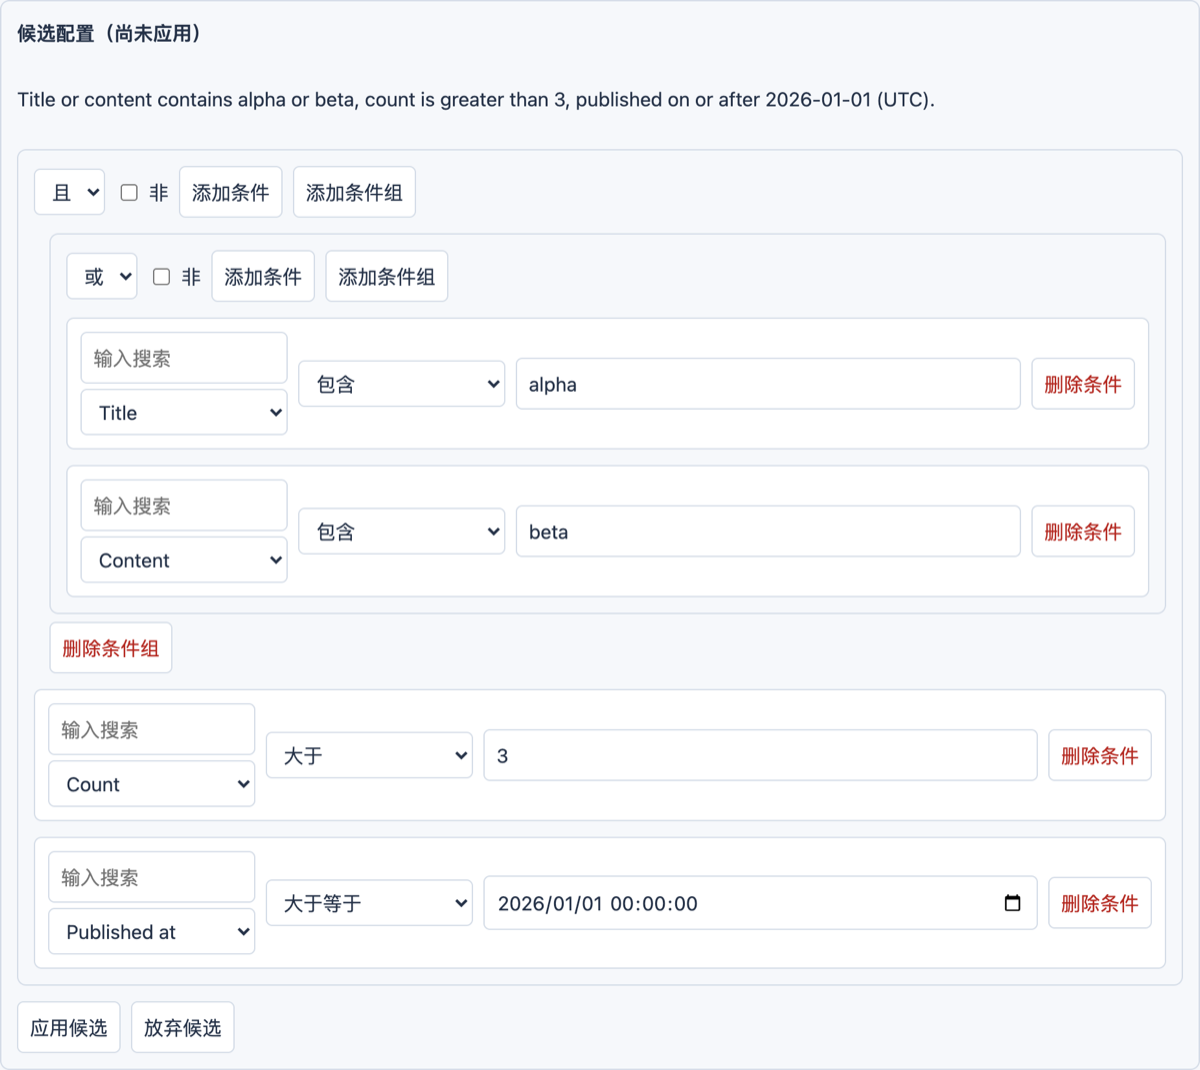 候选配置（尚未应用）
Title or content contains alpha or beta, count is greater than 3, published on or after 2026-01-01 (UTC).
且 非 添加条件 添加条件组
或 非 添加条件 添加条件组
输入搜索
Title 包含 alpha 删除条件
输入搜索
Content 包含 beta 删除条件
删除条件组
输入搜索
Count 大于 3 删除条件
输入搜索
Published at 大于等于 2026/01/01 00:00:00 删除条件
应用候选 放弃候选